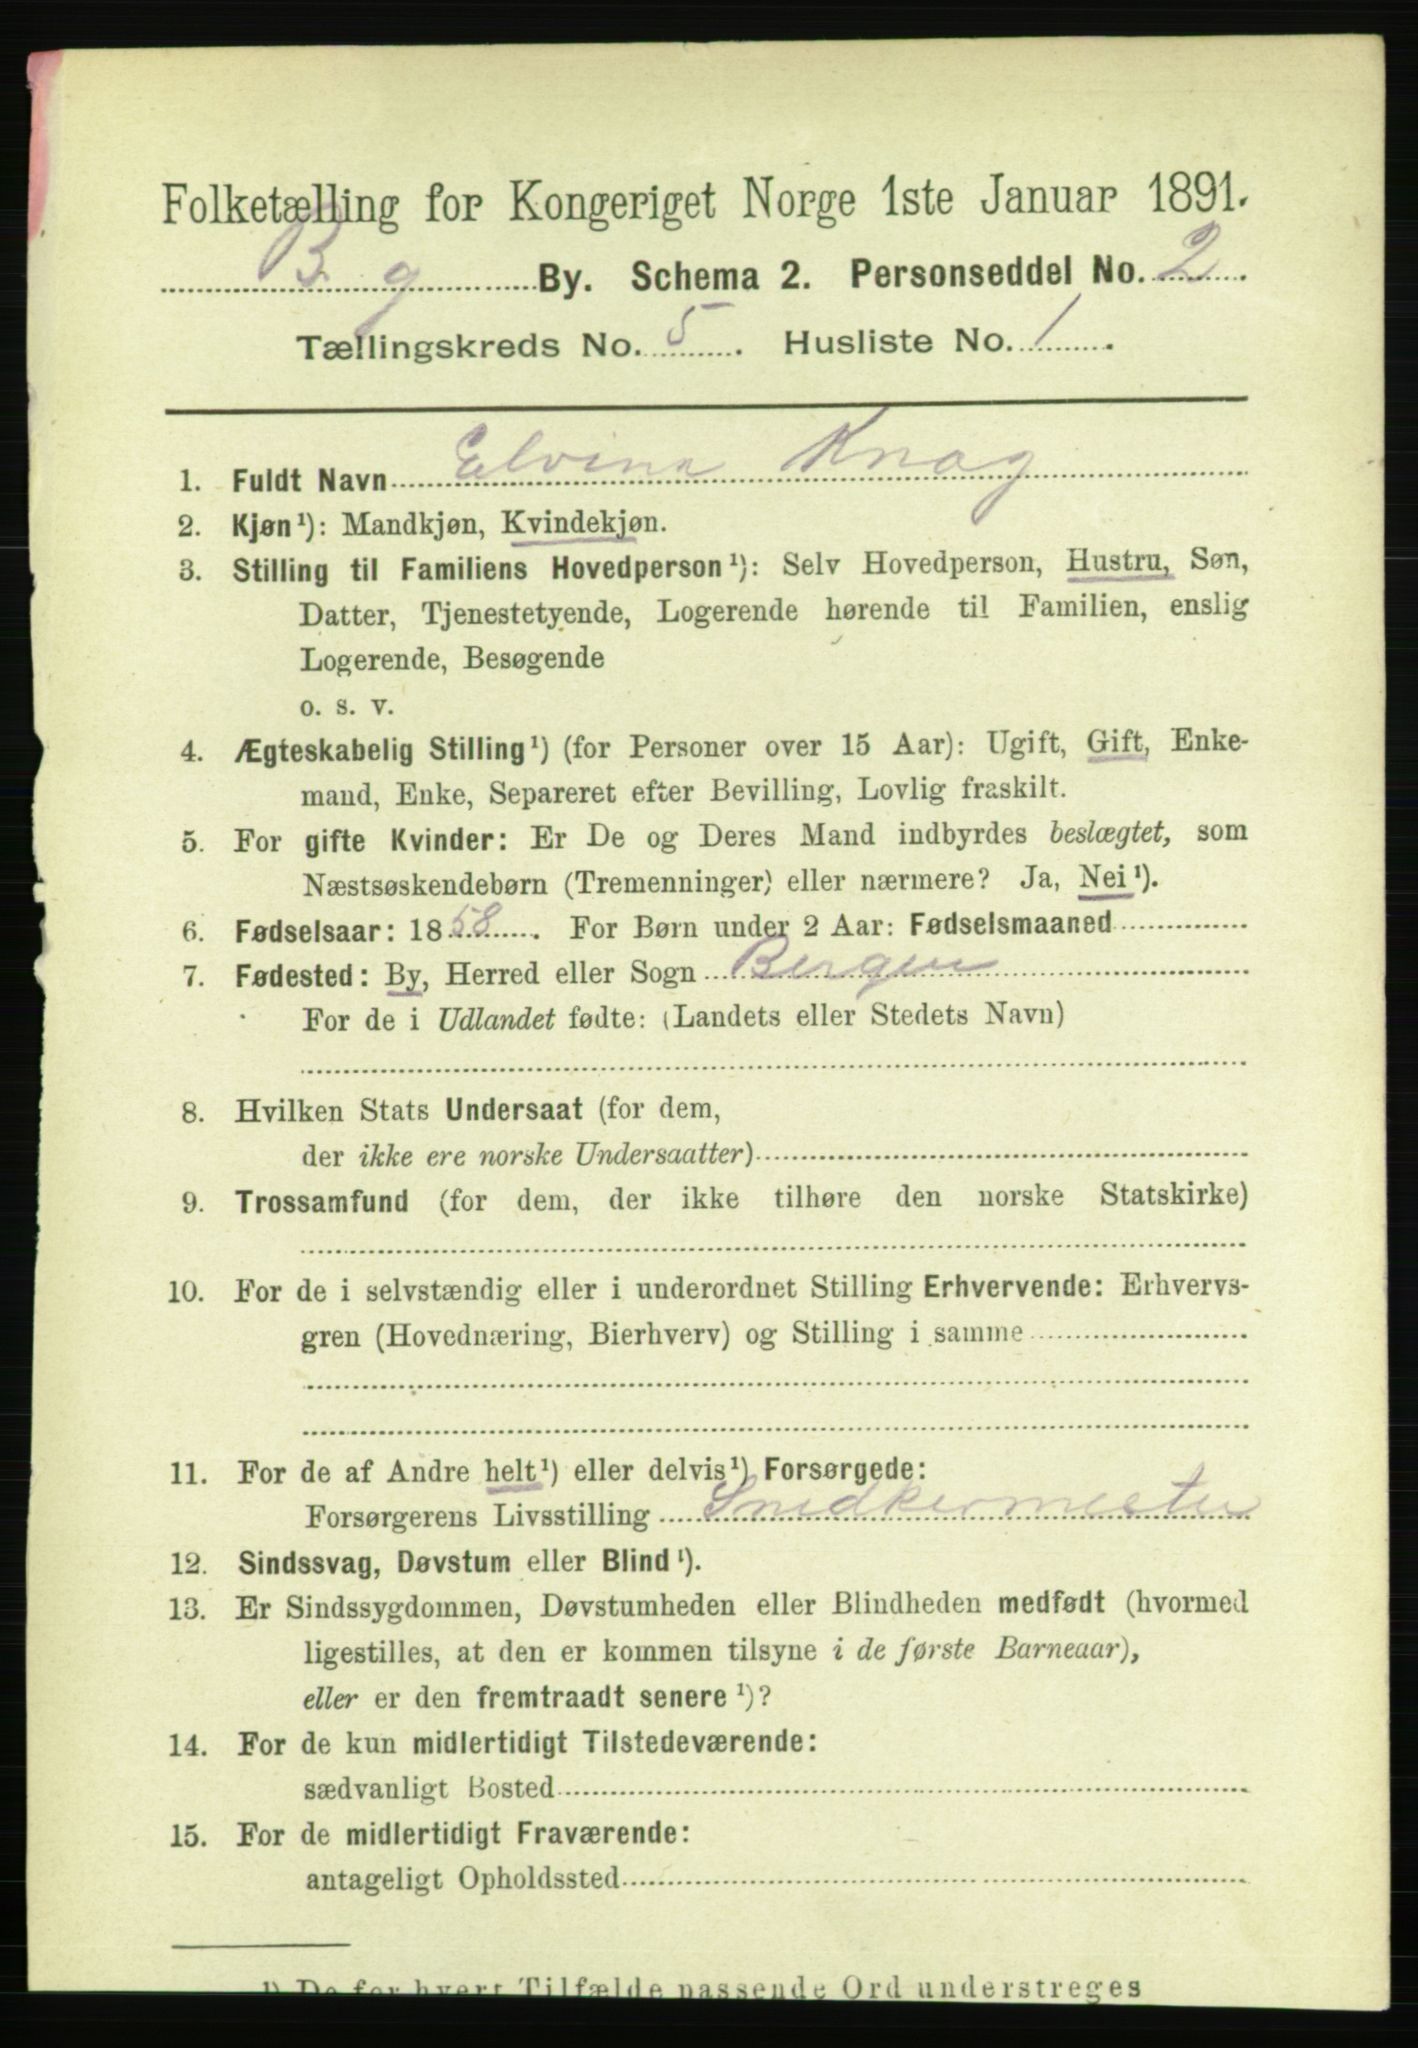 Folketælling for Kongeriget Norge 1ste Januar 1891.
B g By. Schema 2. Personseddel No. 2.
Tællingskreds No. 5. Husliste No. 1.
1. Fuldt Navn Elvina Knag
2. Kjøn¹): Mandkjøn, Kvindekjøn.
3. Stilling til Familiens Hovedperson¹): Selv Hovedperson, Hustru, Søn,
Datter, Tjenestetyende, Logerende hørende til Familien, enslig
Logerende, Besøgende
o. s. v.
4. Ægteskabelig Stilling¹) (for Personer over 15 Aar): Ugift, Gift, Enke-
mand, Enke, Separeret efter Bevilling, Lovlig fraskilt.
5. For gifte Kvinder: Er De og Deres Mand indbyrdes beslægtet, som
Næstsøskendebørn (Tremenninger) eller nærmere? Ja, Nei¹).
6. Fødselsaar: 1858. For Børn under 2 Aar: Fødselsmaaned
7. Fødested: By, Herred eller Sogn Bergen
For de i Udlandet fødte: (Landets eller Stedets Navn)
8. Hvilken Stats Undersaat (for dem,
der ikke ere norske Undersaatter)
9. Trossamfund (for dem, der ikke tilhøre den norske Statskirke)
10. For de i selvstændig eller i underordnet Stilling Erhvervende: Erhvervs-
gren (Hovednæring, Bierhverv) og Stilling i samme
11. For de af Andre helt¹) eller delvis¹) Forsørgede:
Forsørgerens Livsstilling Snedkermester
12. Sindssvag, Døvstum eller Blind¹).
13. Er Sindssygdommen, Døvstumheden eller Blindheden medfødt (hvormed
ligestilles, at den er kommen tilsyne i de første Barneaar),
eller er den fremtraadt senere¹)?
14. For de kun midlertidigt Tilstedeværende:
sædvanligt Bosted
15. For de midlertidigt Fraværende:
antageligt Opholdssted
¹) De for hvert Tilfælde passende Ord understreges